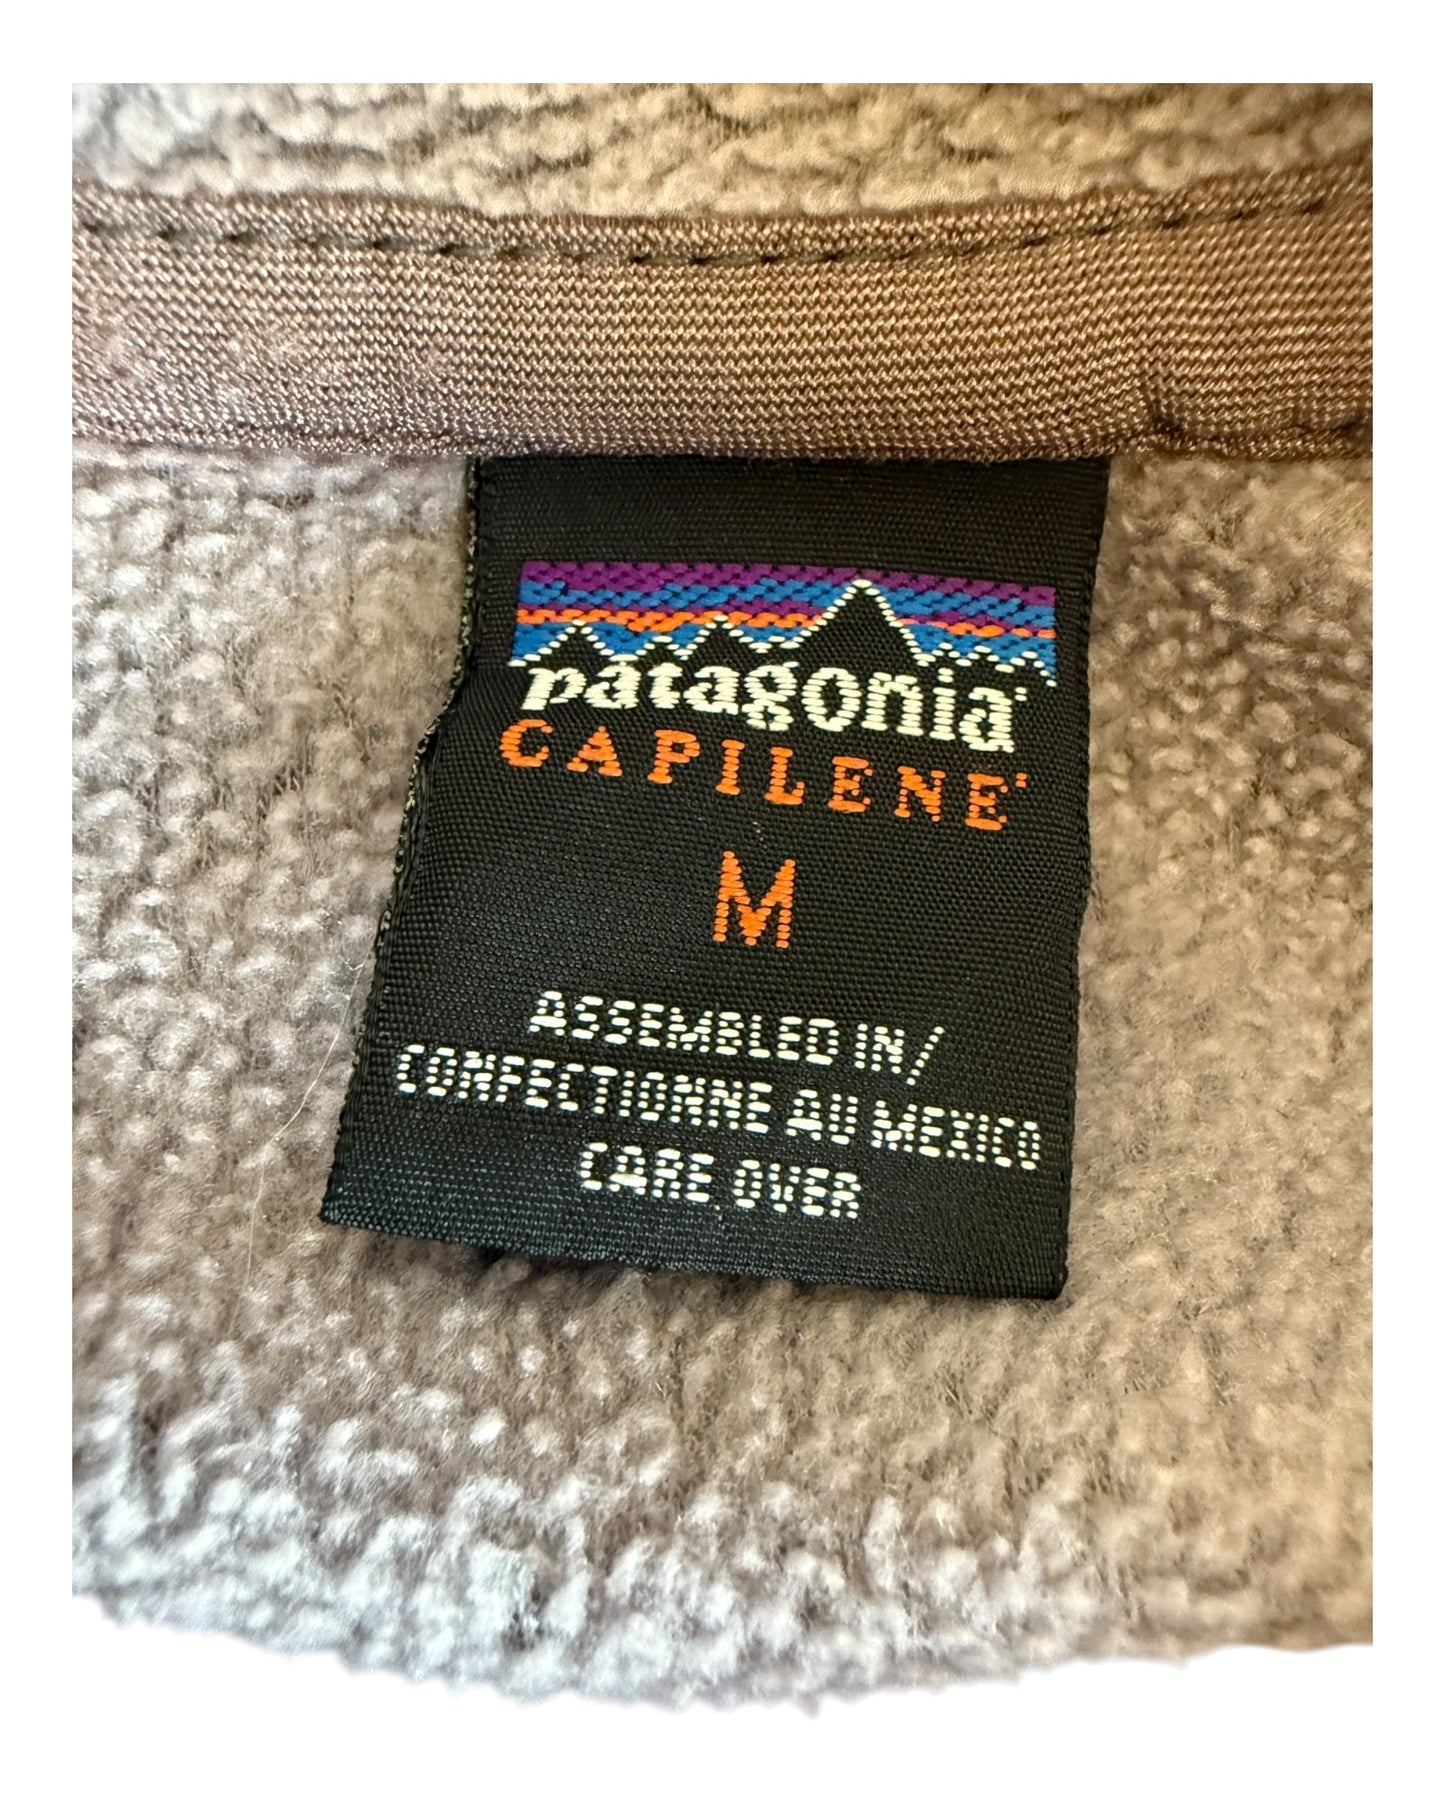 patagonia
CAPILENE
M
ASSEMBLED IN/
CONFECTIONNE AU MEXICO
CARE OVER